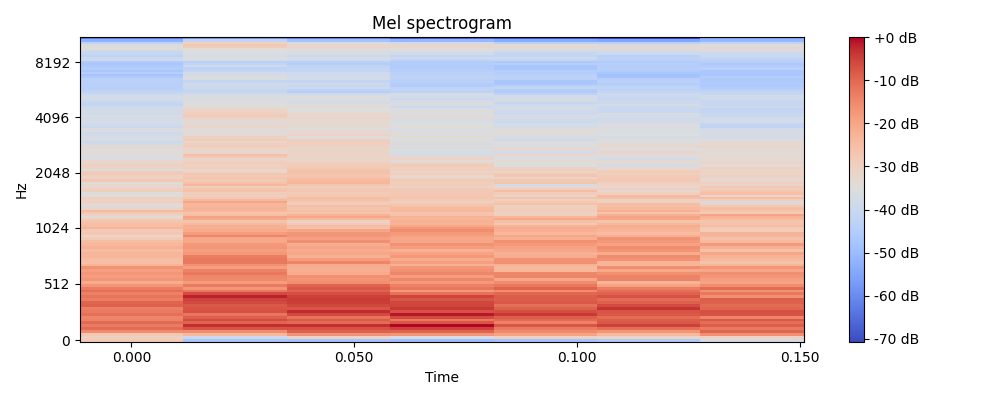 Mel spectrogram
+0 dB
8192
-10 dB
4096
-20 dB
-30 dB
2048
Hz
-40 dB
1024
-50 dB
512
-60 dB
0
-70 dB
0.000
0.050
0.100
0.150
Time